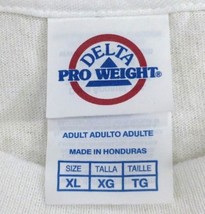 DELTA
PRO WEIGHT®
ADULT ADULTO ADULTE
MADE IN HONDURAS
SIZE TALLA TAILLE
XL XG TG